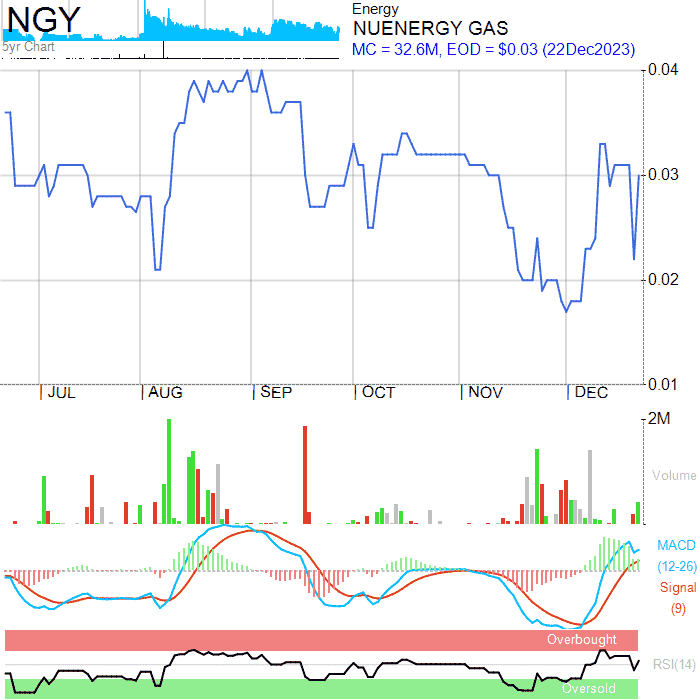 NGY
5yr Chart
Energy
NUENERGY GAS
MC = 32.6M, EOD = $0.03 (22Dec2023)
0.04
0.03
0.02
0.01
JUL AUG SEP OCT NOV DEC
2M
Volume
MACD
(12-26)
Signal
(9)
Overbought
RSI(14)
Oversold